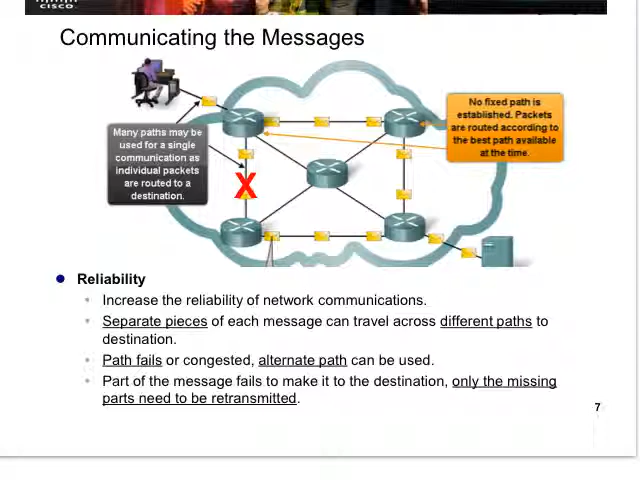 CISCO
Communicating the Messages
No fixed path is
established. Packets
are routed according to
the best path available
at the time.
Many paths may be
used for a single
communication as
individual packets
are routed to a
destination.
X
Reliability
Increase the reliability of network communications.
Separate pieces of each message can travel across different paths to
destination.
Path fails or congested, alternate path can be used.
Part of the message fails to make it to the destination, only the missing
parts need to be retransmitted.
7